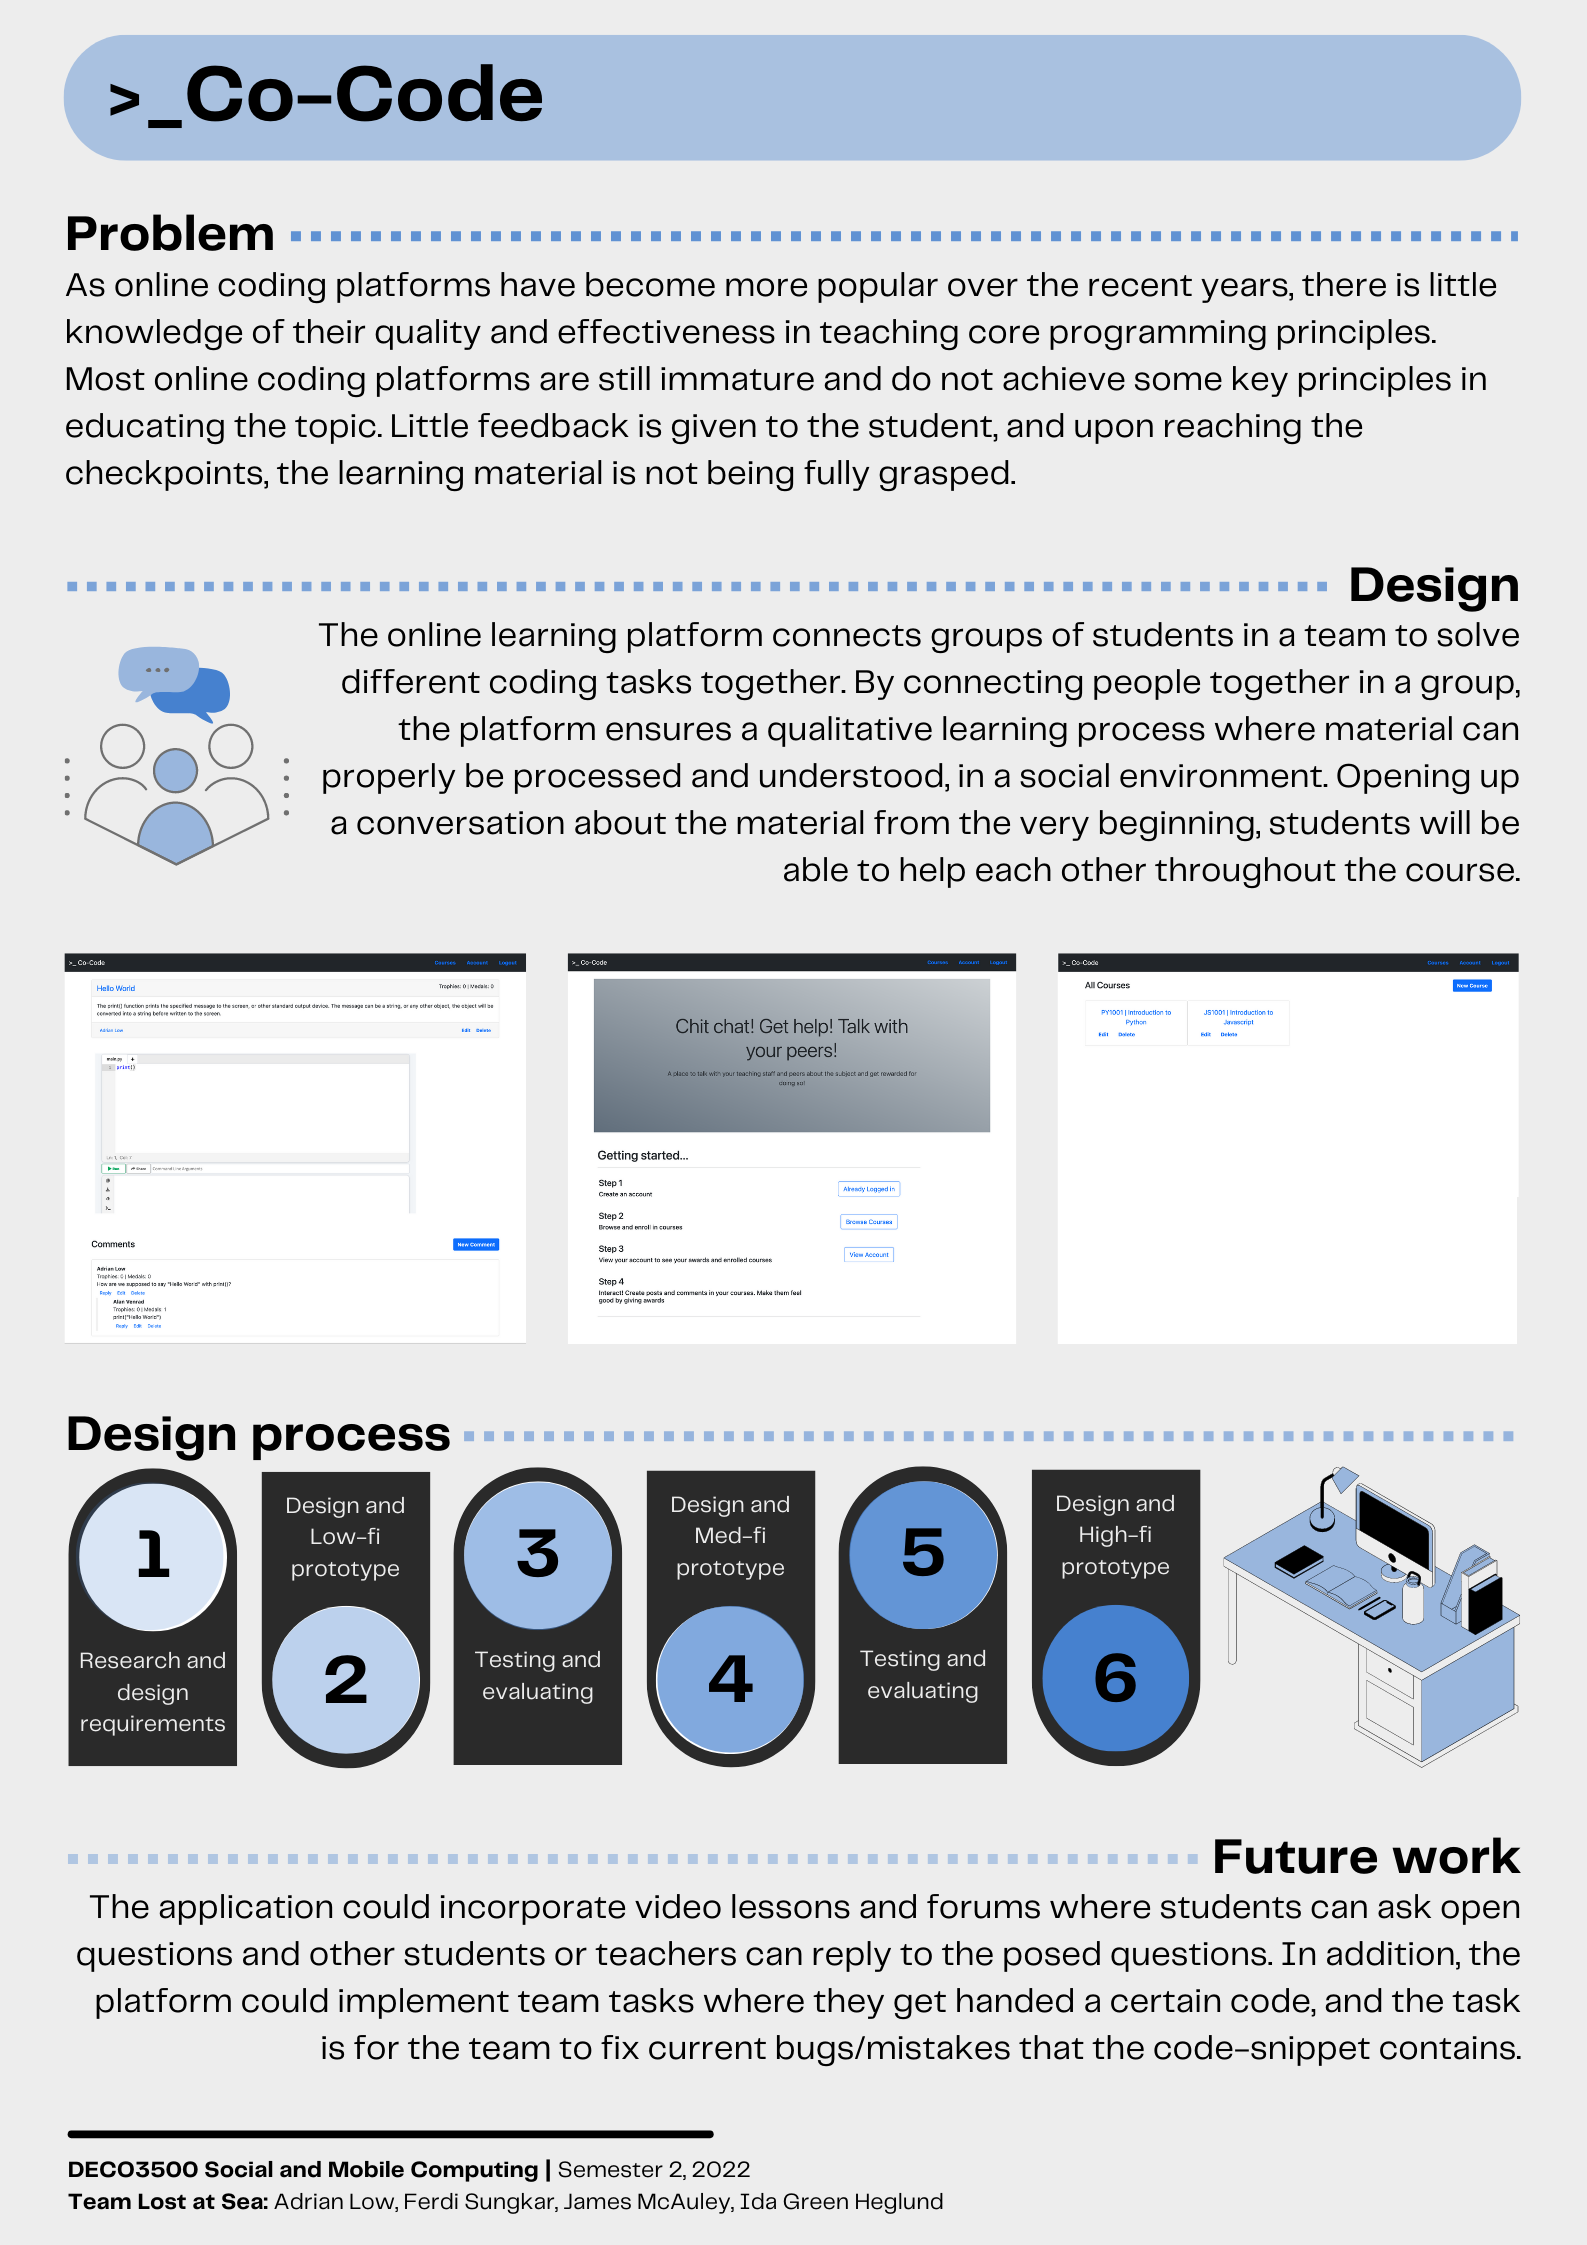 >_Co-Code
Problem
As online coding platforms have become more popular over the recent years, there is little
knowledge of their quality and effectiveness in teaching core programming principles.
Most online coding platforms are still immature and do not achieve some key principles in
educating the topic. Little feedback is given to the student, and upon reaching the
checkpoints, the learning material is not being fully grasped.
Design
The online learning platform connects groups of students in a team to solve
different coding tasks together. By connecting people together in a group,
the platform ensures a qualitative learning process where material can
properly be processed and understood, in a social environment. Opening up
a conversation about the material from the very beginning, students will be
able to help each other throughout the course.
>_ Co-Code
Courses Account Logout
Hello World
Trophies: 0 | Medals: 0
The print() function prints the specified message to the screen, or other standard output device. The message can be a string, or any other object, the object will be
converted into a string before written to the screen.
Adrian Low
Edit Delete
main.py +
1 print()
Ln: 1, Col: 7
Run Share Command Line Arguments
Comments
New Comment
Adrian Low
Trophies: 0 | Medals: 0
How are we supposed to say "Hello World" with print()?
Reply Edit Delete
Alan Venrad
Trophies: 0 | Medals: 1
print("Hello World")
Reply Edit Delete
>_ Co-Code
Courses Account Logout
Chit chat! Get help! Talk with
your peers!
A place to talk with your teaching staff and peers about the subject and get rewarded for
doing so!
Getting started...
Step 1
Create an account
Already Logged in
Step 2
Browse and enroll in courses
Browse Courses
Step 3
View your account to see your awards and enrolled courses
View Account
Step 4
Interact! Create posts and comments in your courses. Make them feel
good by giving awards
>_ Co-Code
Courses Account Logout
All Courses
New Course
PY1001 | Introduction to
Python
Edit Delete
JS1001 | Introduction to
Javascript
Edit Delete
Design process
1
Research and
design
requirements
Design and
Low-fi
prototype
2
3
Testing and
evaluating
Design and
Med-fi
prototype
4
5
Testing and
evaluating
Design and
High-fi
prototype
6
Future work
The application could incorporate video lessons and forums where students can ask open
questions and other students or teachers can reply to the posed questions. In addition, the
platform could implement team tasks where they get handed a certain code, and the task
is for the team to fix current bugs/mistakes that the code-snippet contains.
DECO3500 Social and Mobile Computing | Semester 2, 2022
Team Lost at Sea: Adrian Low, Ferdi Sungkar, James McAuley, Ida Green Heglund